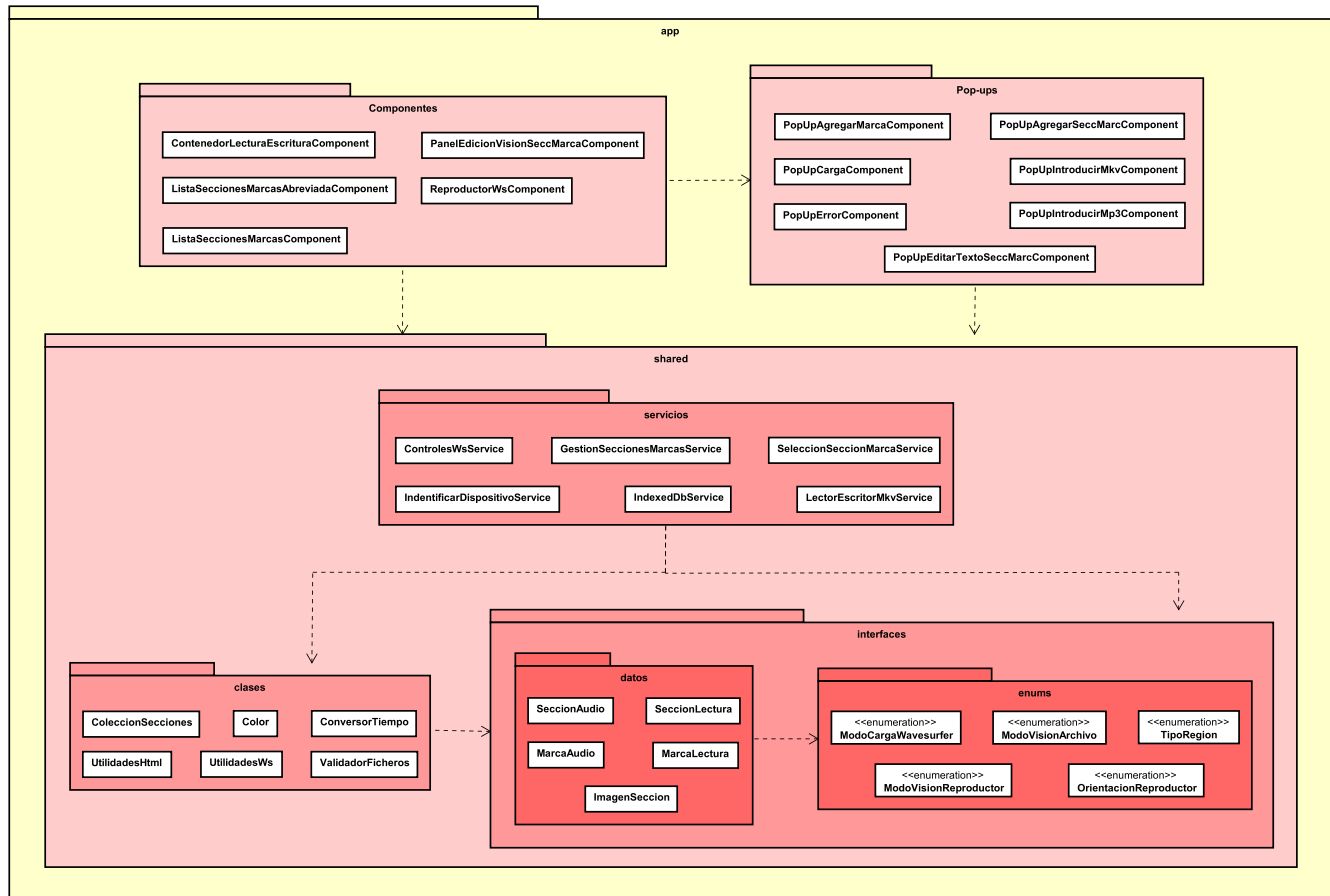 app
Componentes
ContenedorLecturaEscrituraComponent
PanelEdicionVisionSeccMarcaComponent
ListaSeccionesMarcasAbreviadaComponent
ReproductorWsComponent
ListaSeccionesMarcasComponent
Pop-ups
PopUpAgregarMarcaComponent
PopUpAgregarSeccMarcComponent
PopUpCargaComponent
PopUpIntroducirMkvComponent
PopUpErrorComponent
PopUpIntroducirMp3Component
PopUpEditarTextoSeccMarcComponent
shared
servicios
ControlesWsService
GestionSeccionesMarcasService
SeleccionSeccionMarcaService
IndentificarDispositivoService
IndexedDbService
LectorEscritorMkvService
clases
ColeccionSecciones
Color
ConversorTiempo
UtilidadesHtml
UtilidadesWs
ValidadorFicheros
interfaces
datos
SeccionAudio
SeccionLectura
MarcaAudio
MarcaLectura
ImagenSeccion
enums
<<enumeration>>
ModoCargaWavesurfer
<<enumeration>>
ModoVisionArchivo
<<enumeration>>
TipoRegion
<<enumeration>>
ModoVisionReproductor
<<enumeration>>
OrientacionReproductor